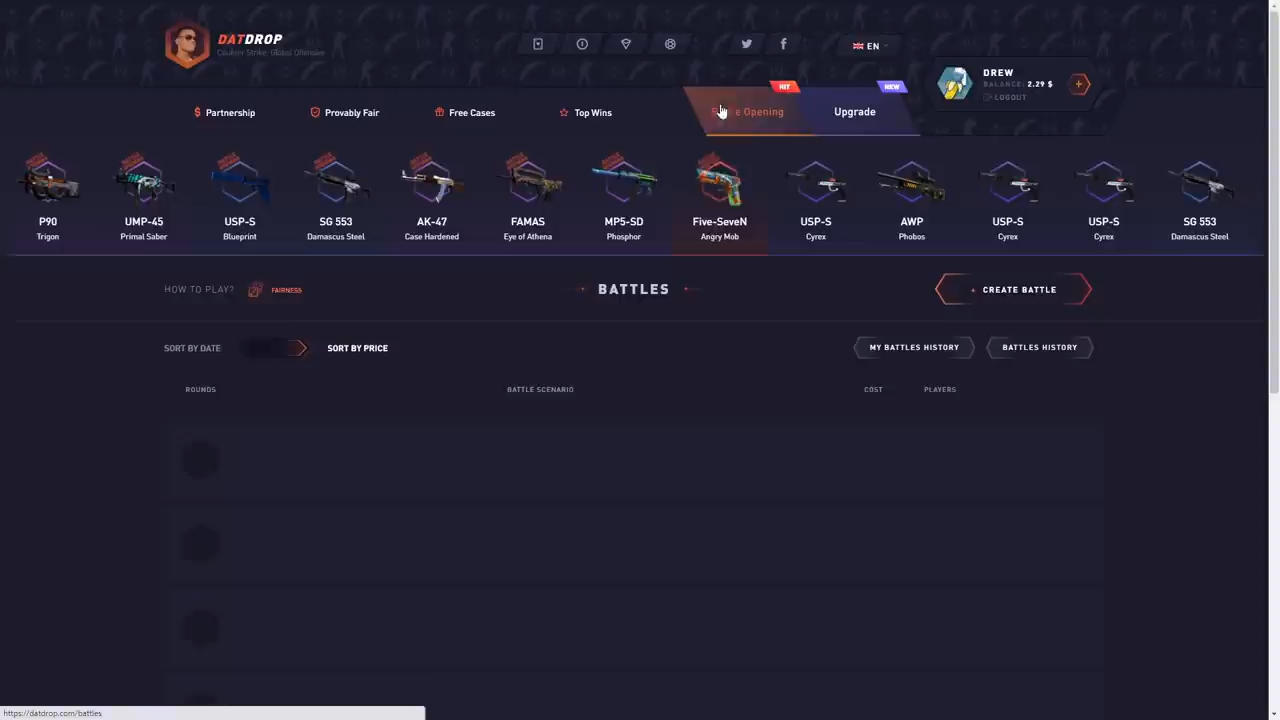 DATDROP
Counter Strike: Global Offensive
EN
DREW
BALANCE: 2.29 $
LOGOUT
HIT
NEW
Partnership
Provably Fair
Free Cases
Top Wins
Opening
Upgrade
P90
Trigon
UMP-45
Primal Saber
USP-S
Blueprint
SG 553
Damascus Steel
AK-47
Case Hardened
FAMAS
Eye of Athena
MP5-SD
Phosphor
Five-SeveN
Angry Mob
USP-S
Cyrex
AWP
Phobos
USP-S
Cyrex
USP-S
Cyrex
SG 553
Damascus Steel
HOW TO PLAY?
FAIRNESS
BATTLES
+ CREATE BATTLE
SORT BY DATE
SORT BY PRICE
MY BATTLES HISTORY
BATTLES HISTORY
ROUNDS
BATTLE SCENARIO
COST
PLAYERS
https://datdrop.com/battles